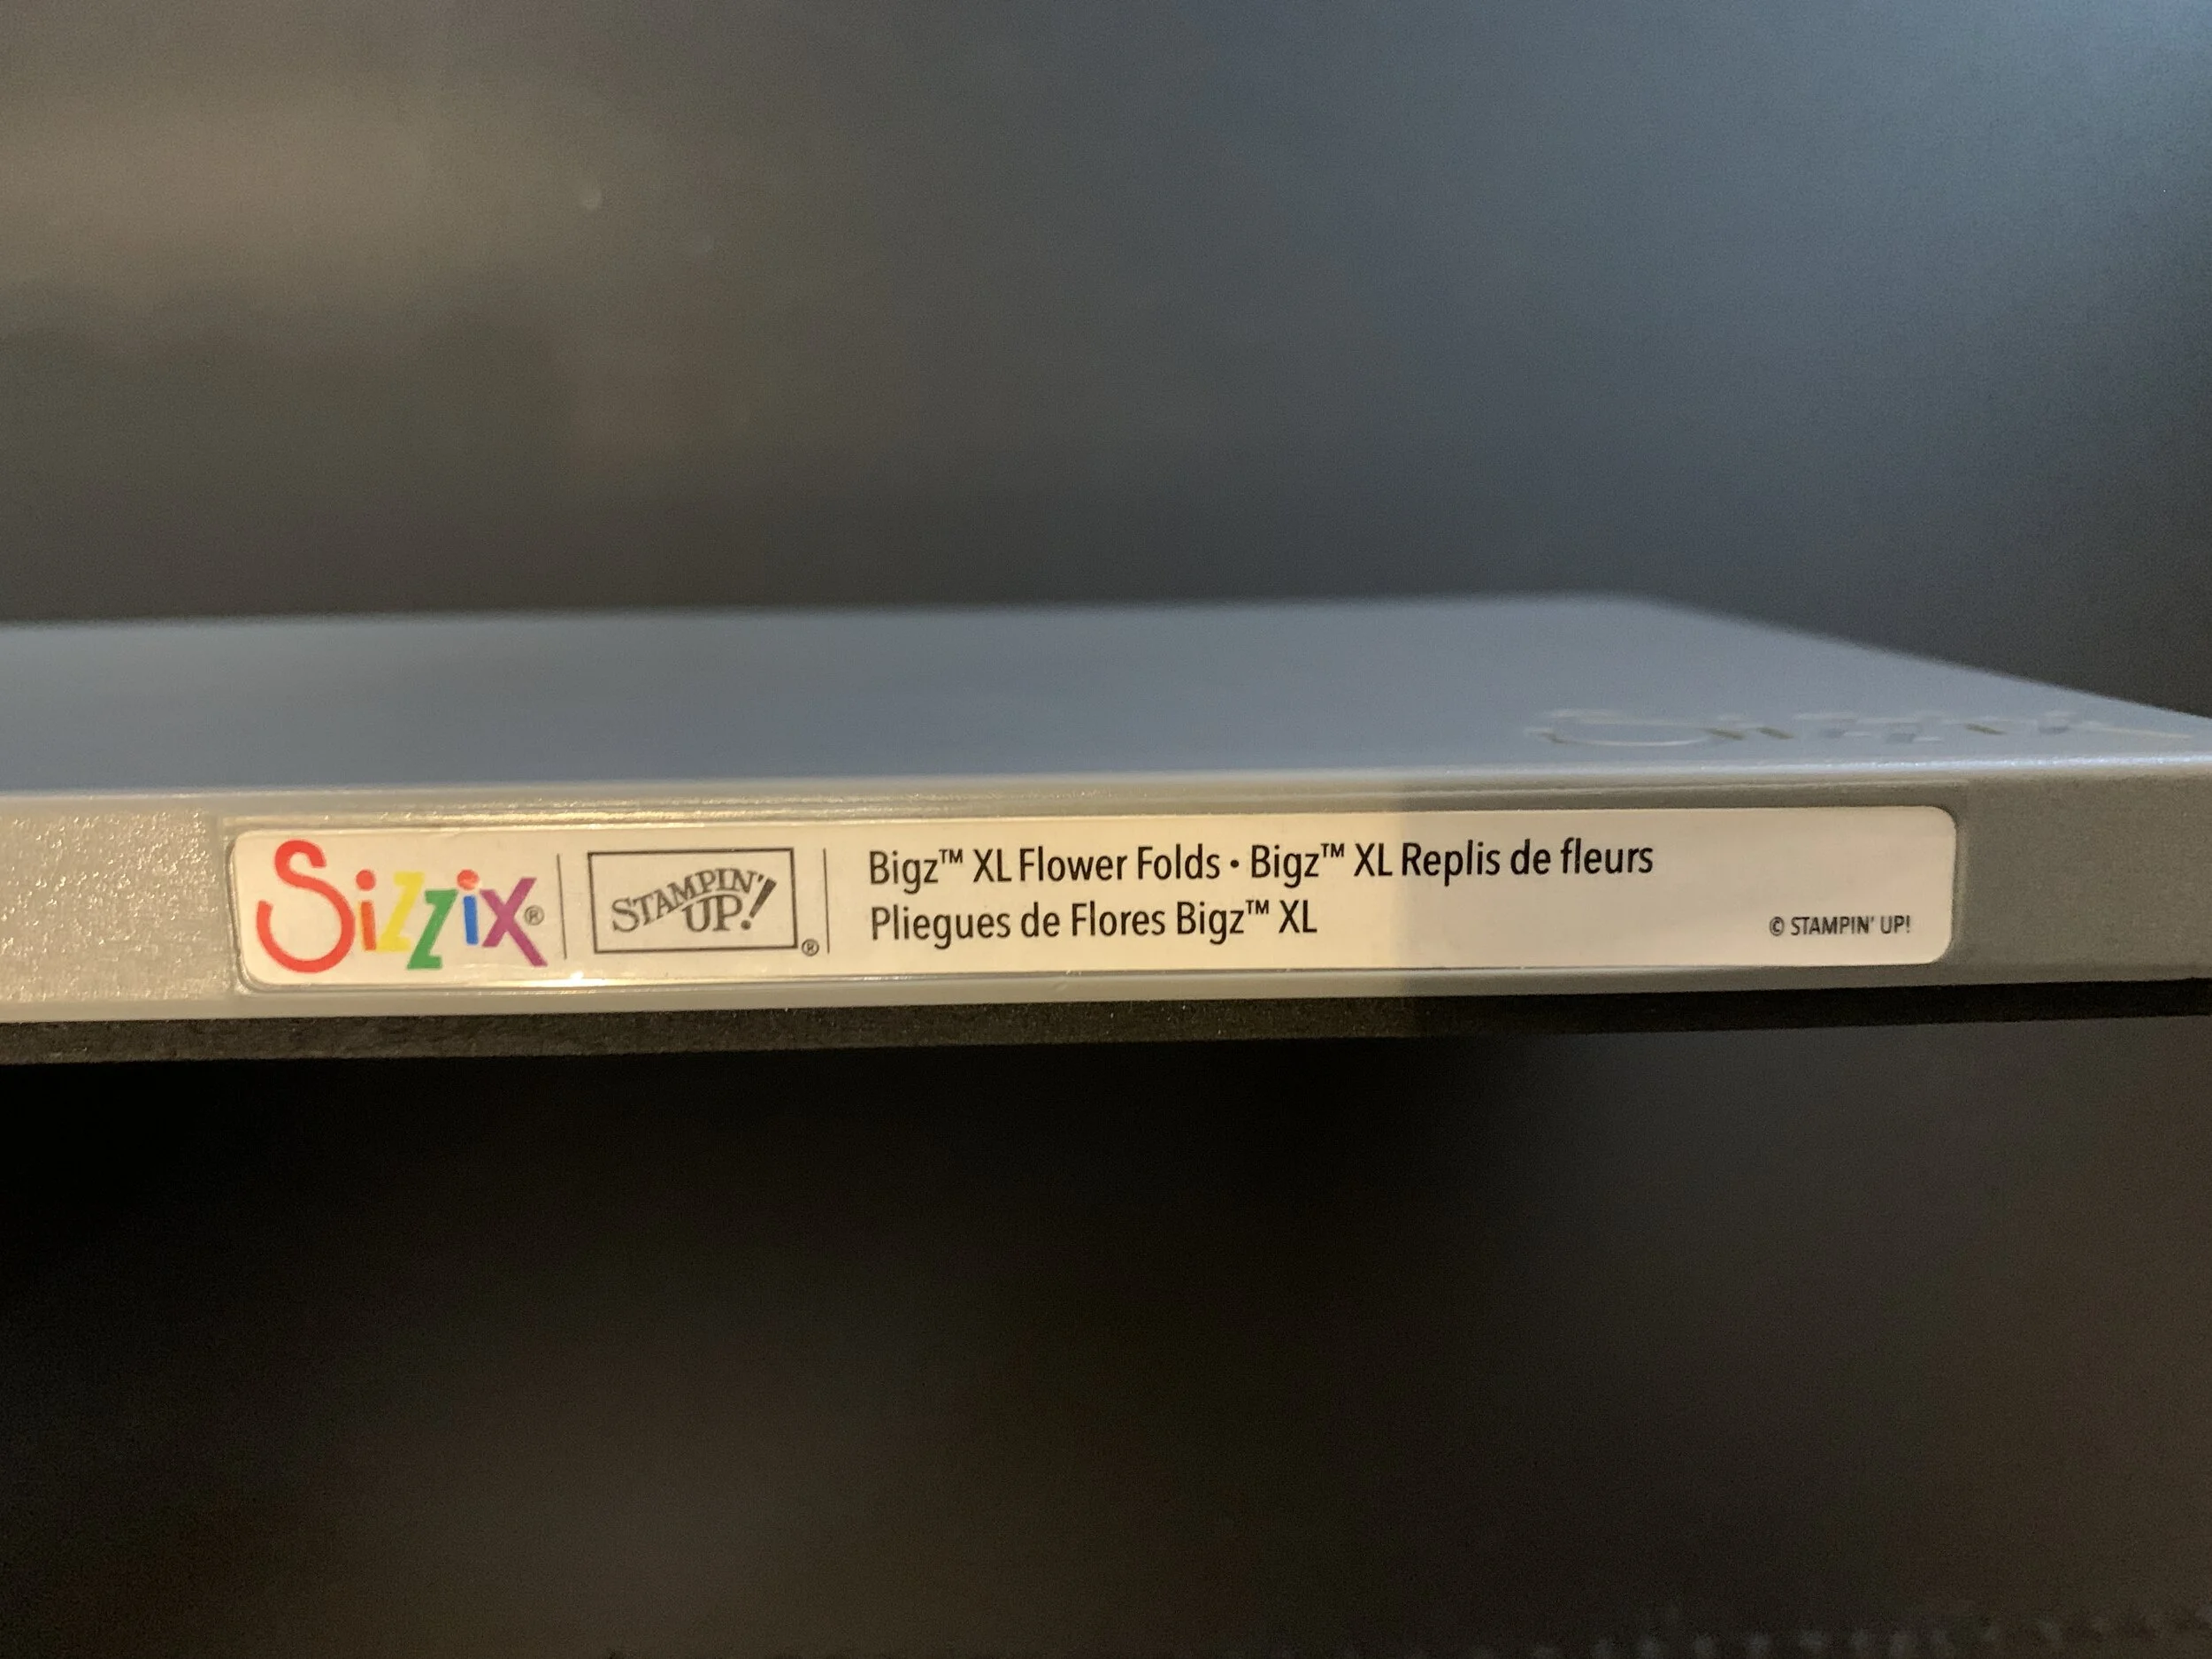 Sizzix
Sizzix®
STAMPIN'
UP!®
Bigz™ XL Flower Folds • Bigz™ XL Replis de fleurs
Pliegues de Flores Bigz™ XL
© STAMPIN' UP!